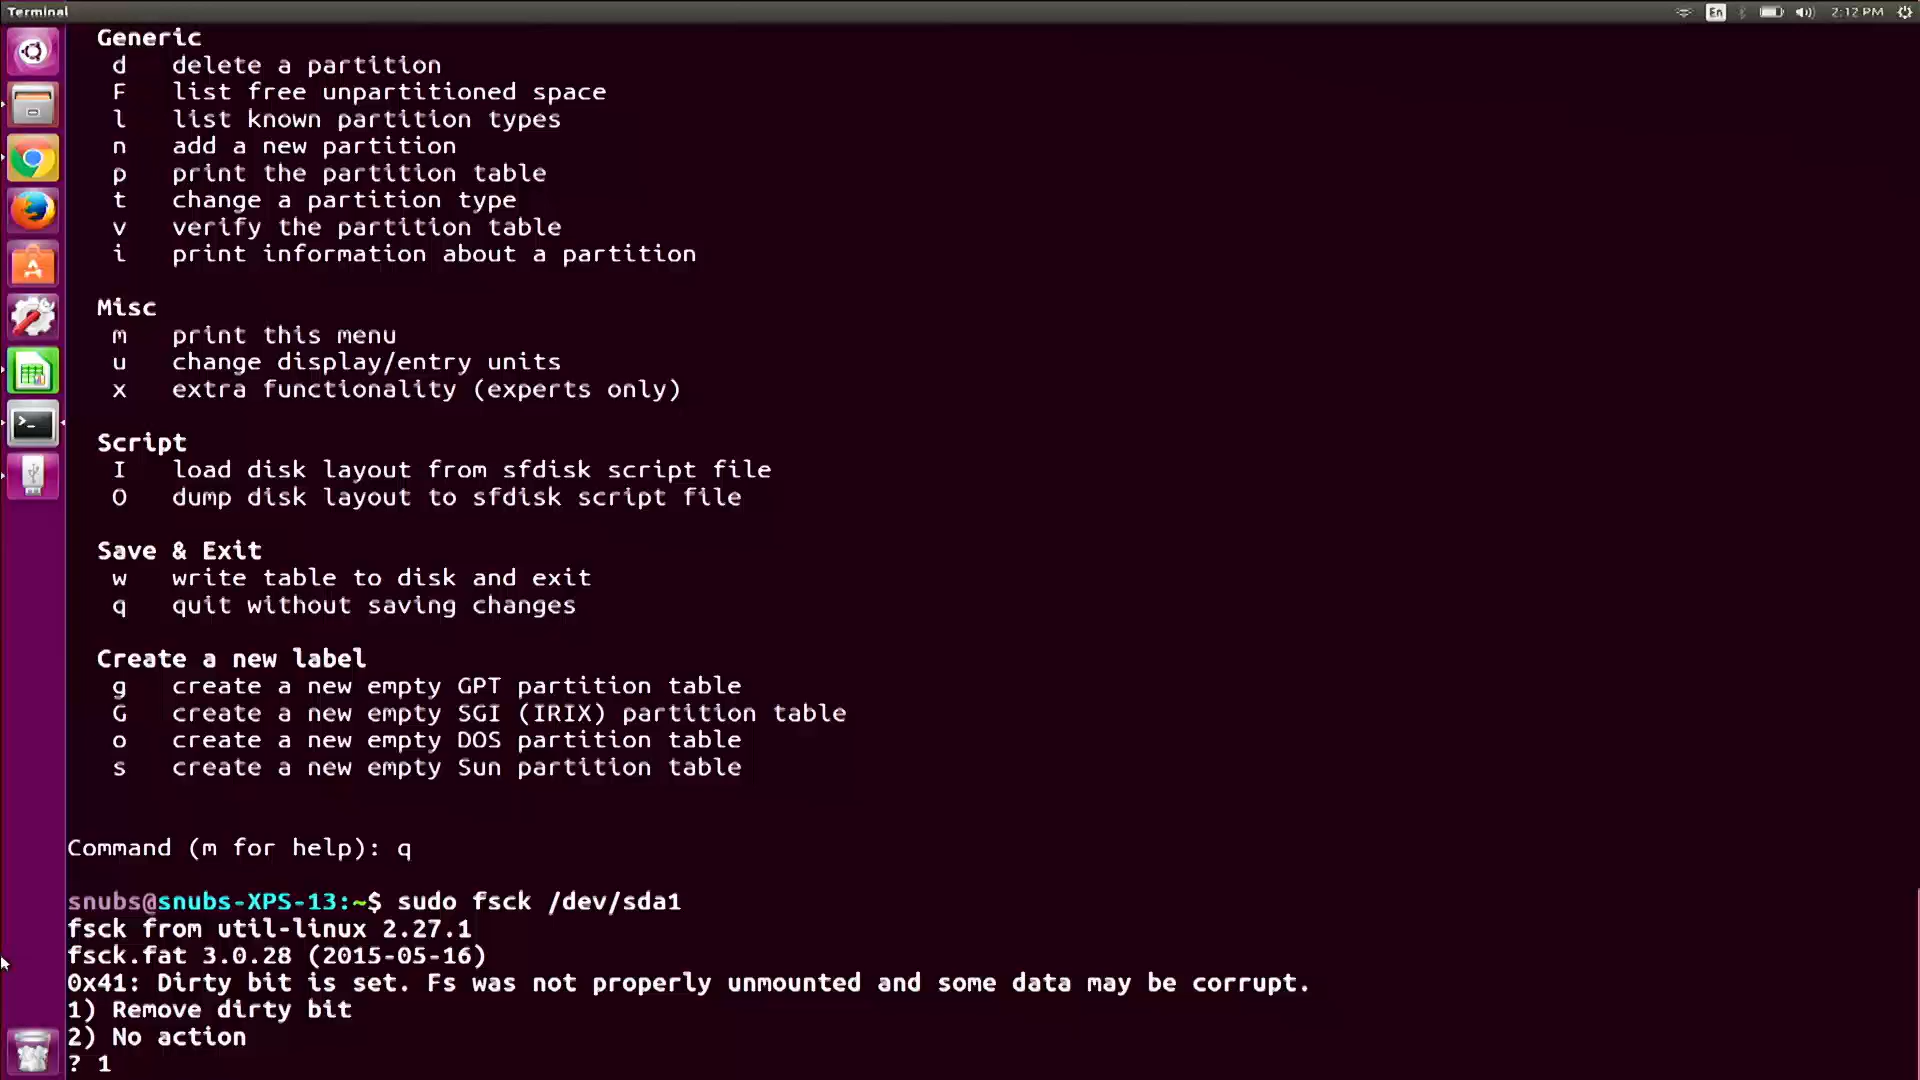 Terminal
En
2:12 PM
Generic
d   delete a partition
F   list free unpartitioned space
l   list known partition types
n   add a new partition
p   print the partition table
t   change a partition type
v   verify the partition table
i   print information about a partition
Misc
m   print this menu
u   change display/entry units
x   extra functionality (experts only)
Script
I   load disk layout from sfdisk script file
O   dump disk layout to sfdisk script file
Save & Exit
w   write table to disk and exit
q   quit without saving changes
Create a new label
g   create a new empty GPT partition table
G   create a new empty SGI (IRIX) partition table
o   create a new empty DOS partition table
s   create a new empty Sun partition table
Command (m for help): q
snubs@snubs-XPS-13:~$ sudo fsck /dev/sda1
fsck from util-linux 2.27.1
fsck.fat 3.0.28 (2015-05-16)
0x41: Dirty bit is set. Fs was not properly unmounted and some data may be corrupt.
1) Remove dirty bit
2) No action
? 1